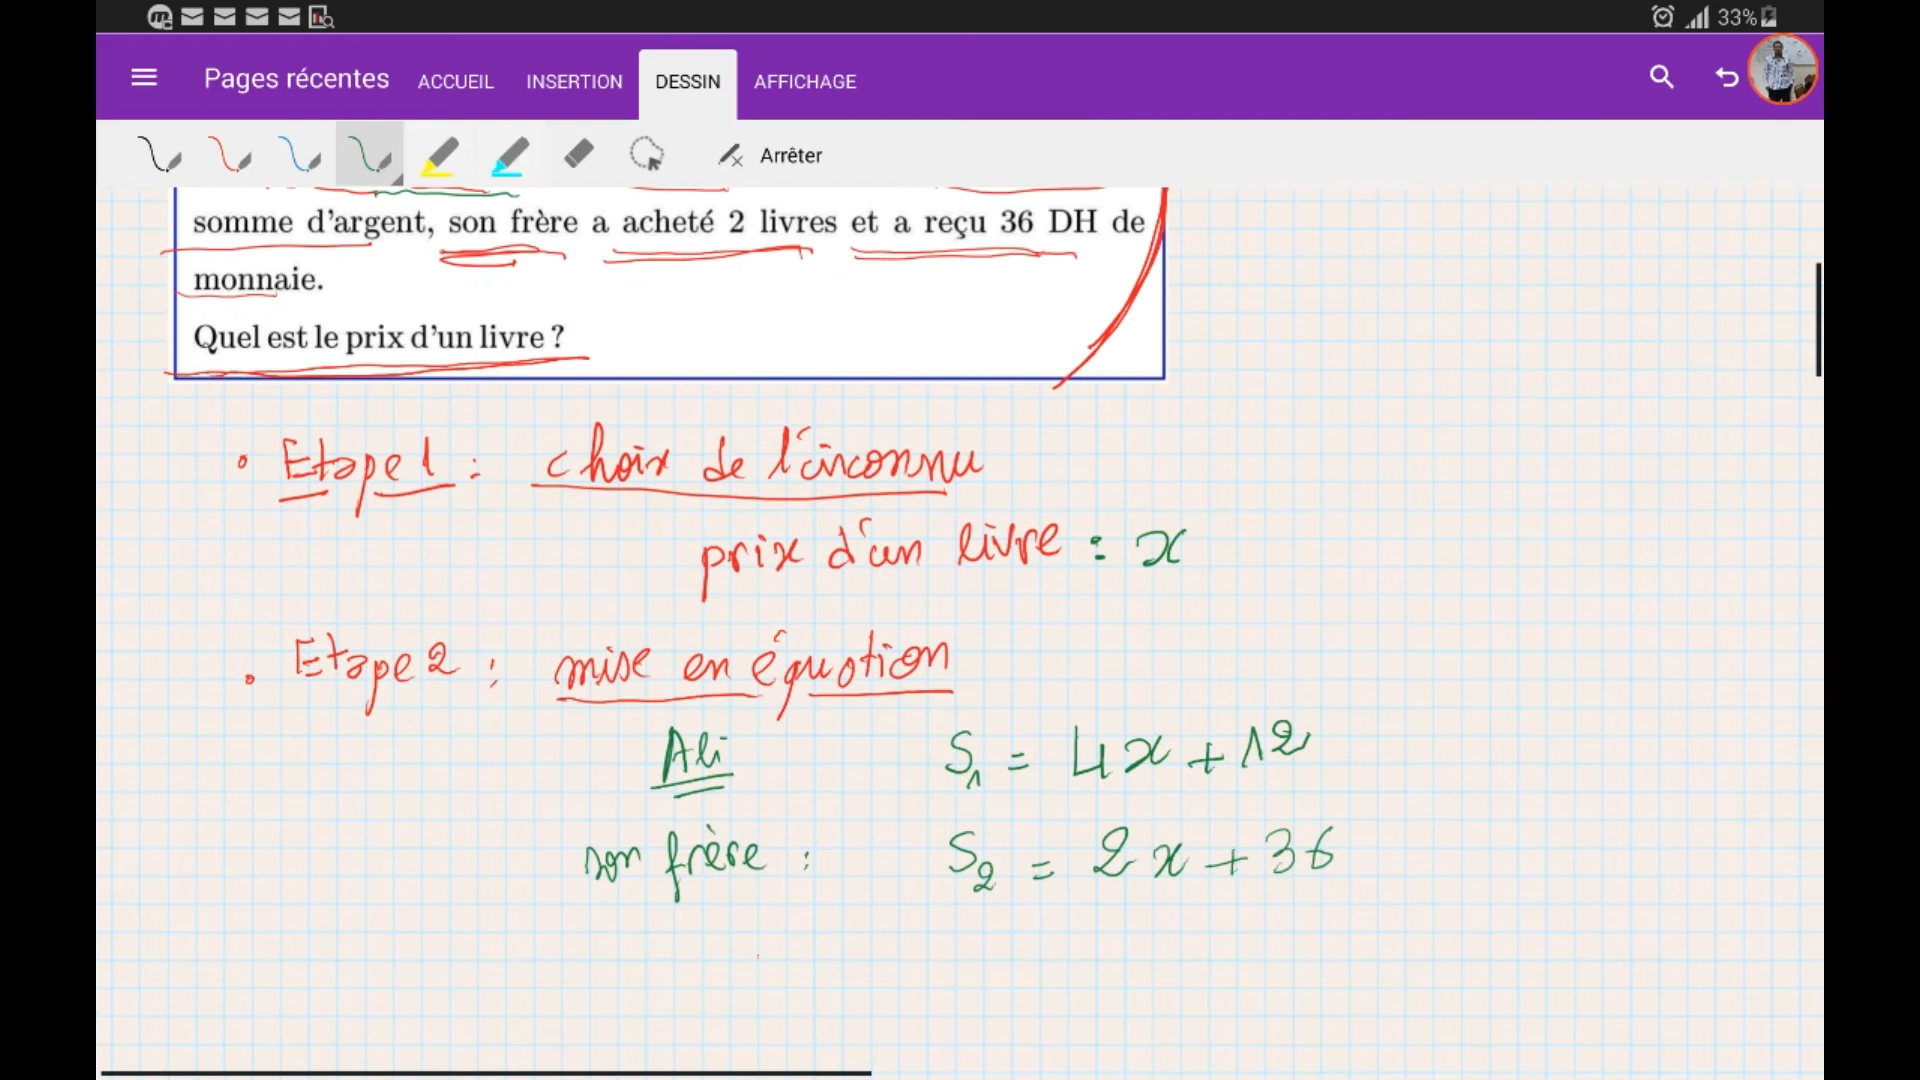 33%
Pages récentes ACCUEIL INSERTION DESSIN AFFICHAGE
Arrêter
somme d'argent, son frère a acheté 2 livres et a reçu 36 DH de
monnaie.
Quel est le prix d'un livre ?
• Etape 1 : choix de l'inconnu
prix d'un livre : x
• Etape 2 : mise en équation
Ali S₁ = 4x + 12
son frère : S₂ = 2x + 36